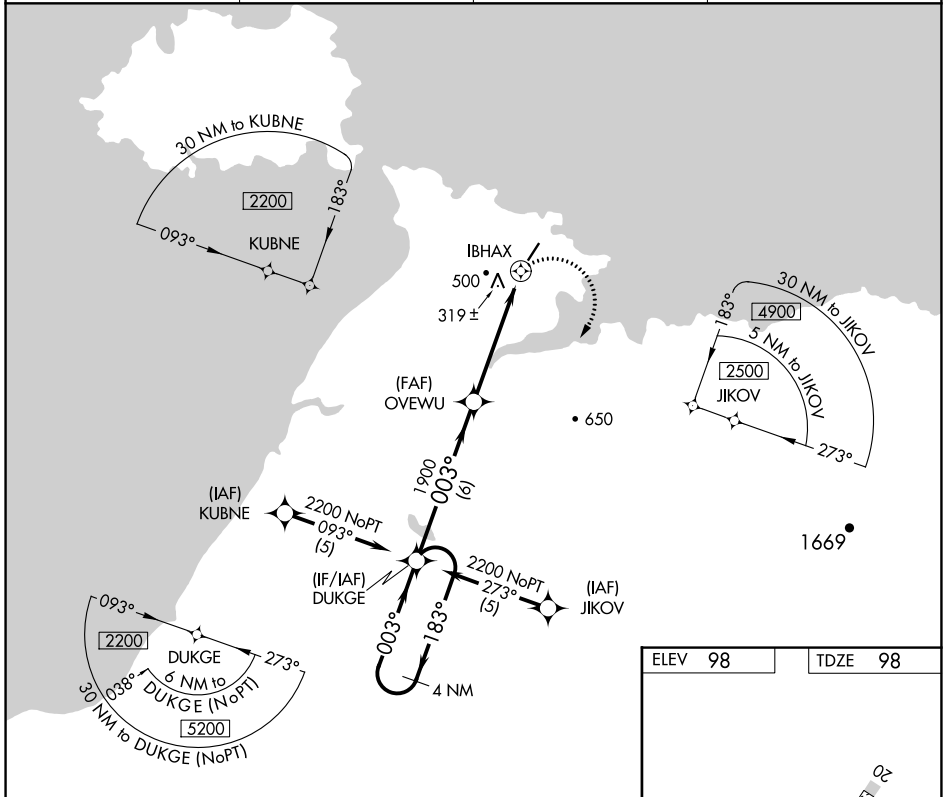 30 NM to KUBNE
2200
183°
093°
KUBNE
IBHAX
500
319 ±
183°
4900
30 NM to JIKOV
5 NM to JIKOV
2500
JIKOV
273°
(FAF)
OVEWU
650
1900
003°
(6)
(IAF)
KUBNE
2200 NoPT
093°
(5)
1669
(IF/IAF)
DUKGE
2200 NoPT
273°
(5)
(IAF)
JIKOV
003°
183°
4 NM
093°
2200
DUKGE
273°
6 NM to
DUKGE (NoPT)
038°
5200
30 NM to DUKGE (NoPT)
ELEV 98
TDZE 98
20